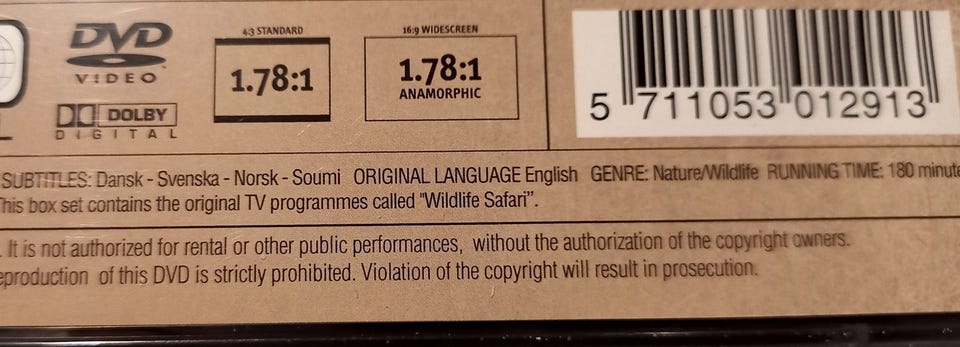 DVD
VIDEO
DOLBY
DIGITAL
4:3 STANDARD
1.78:1
16:9 WIDESCREEN
1.78:1
ANAMORPHIC
5 711053 012913
SUBTITLES: Dansk - Svenska - Norsk - Soumi ORIGINAL LANGUAGE English GENRE: Nature/Wildlife RUNNING TIME: 180 minute
This box set contains the original TV programmes called "Wildlife Safari".
. It is not authorized for rental or other public performances, without the authorization of the copyright owners.
eproduction of this DVD is strictly prohibited. Violation of the copyright will result in prosecution.